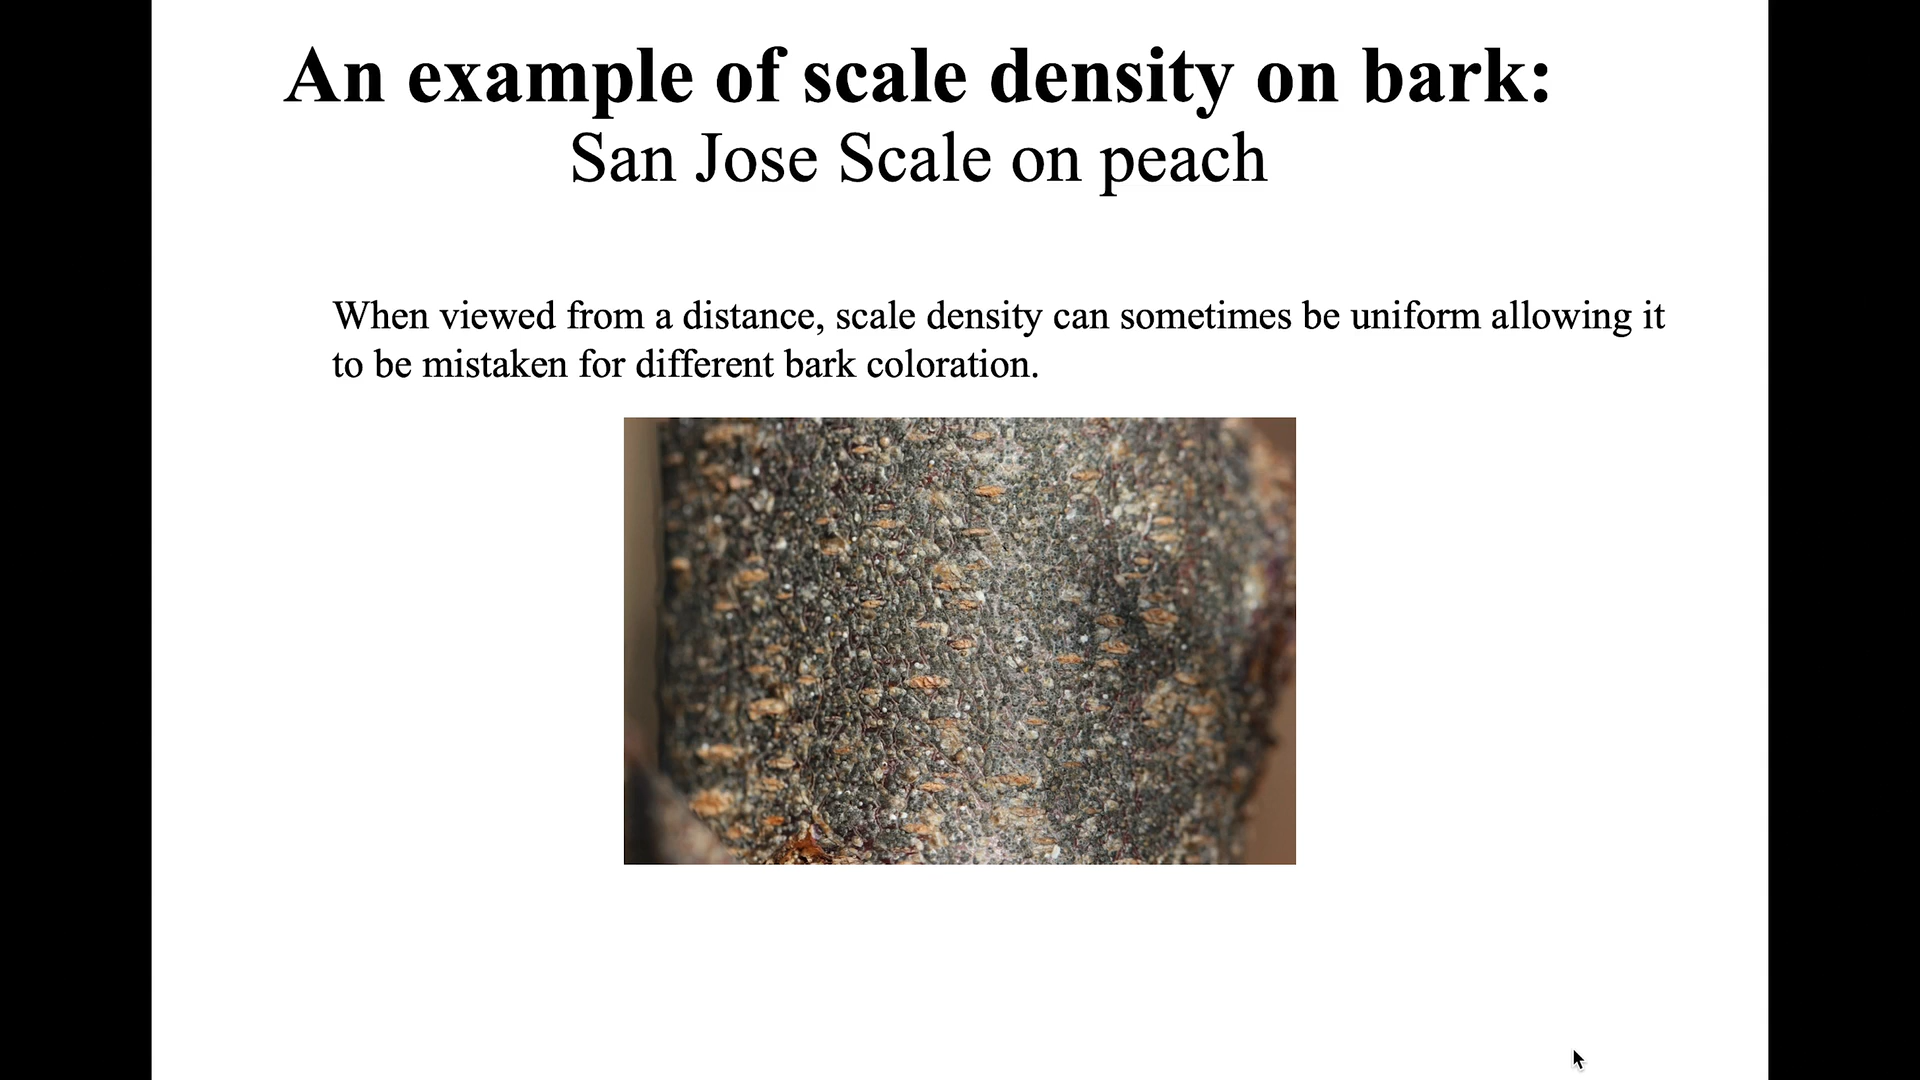 An example of scale density on bark:
San Jose Scale on peach
When viewed from a distance, scale density can sometimes be uniform allowing it
to be mistaken for different bark coloration.